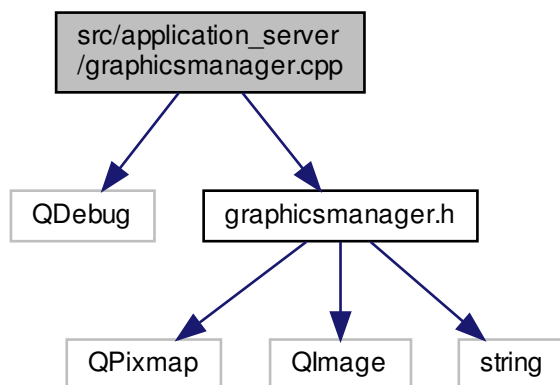 src/application_server
/graphicsmanager.cpp
QDebug
graphicsmanager.h
QPixmap
QImage
string